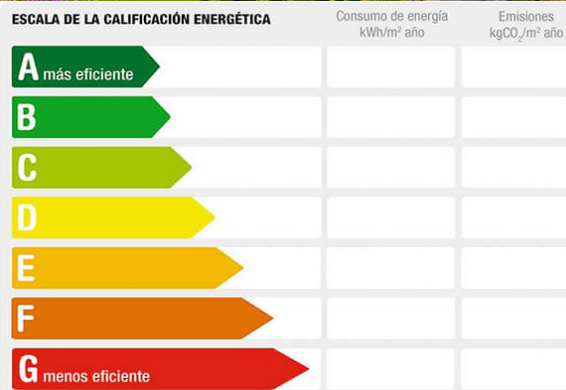 ESCALA DE LA CALIFICACIÓN ENERGÉTICA
Consumo de energía
kWh/m² año
Emisiones
kgCO₂/m² año
A más eficiente
B
C
D
E
F
G menos eficiente